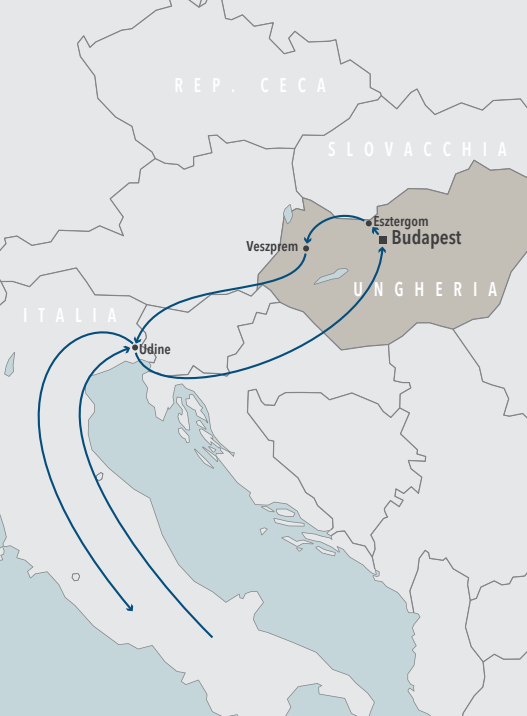 REP. CECA
SLOVACCHIA
Esztergom
Budapest
Veszprem
UNGHERIA
ITALIA
Udine